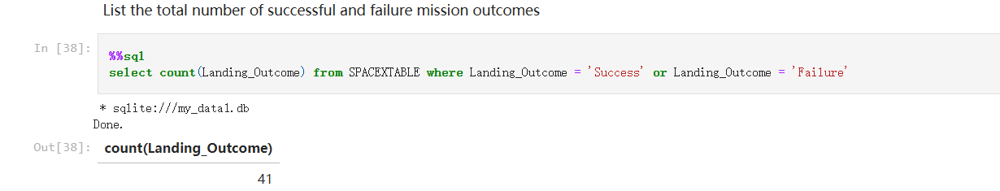 List the total number of successful and failure mission outcomes
In [38]:
%%sql
select count(Landing_Outcome) from SPACEXTABLE where Landing_Outcome = 'Success' or Landing_Outcome = 'Failure'
* sqlite:///my_data1.db
Done.
Out[38]: count(Landing_Outcome)
41